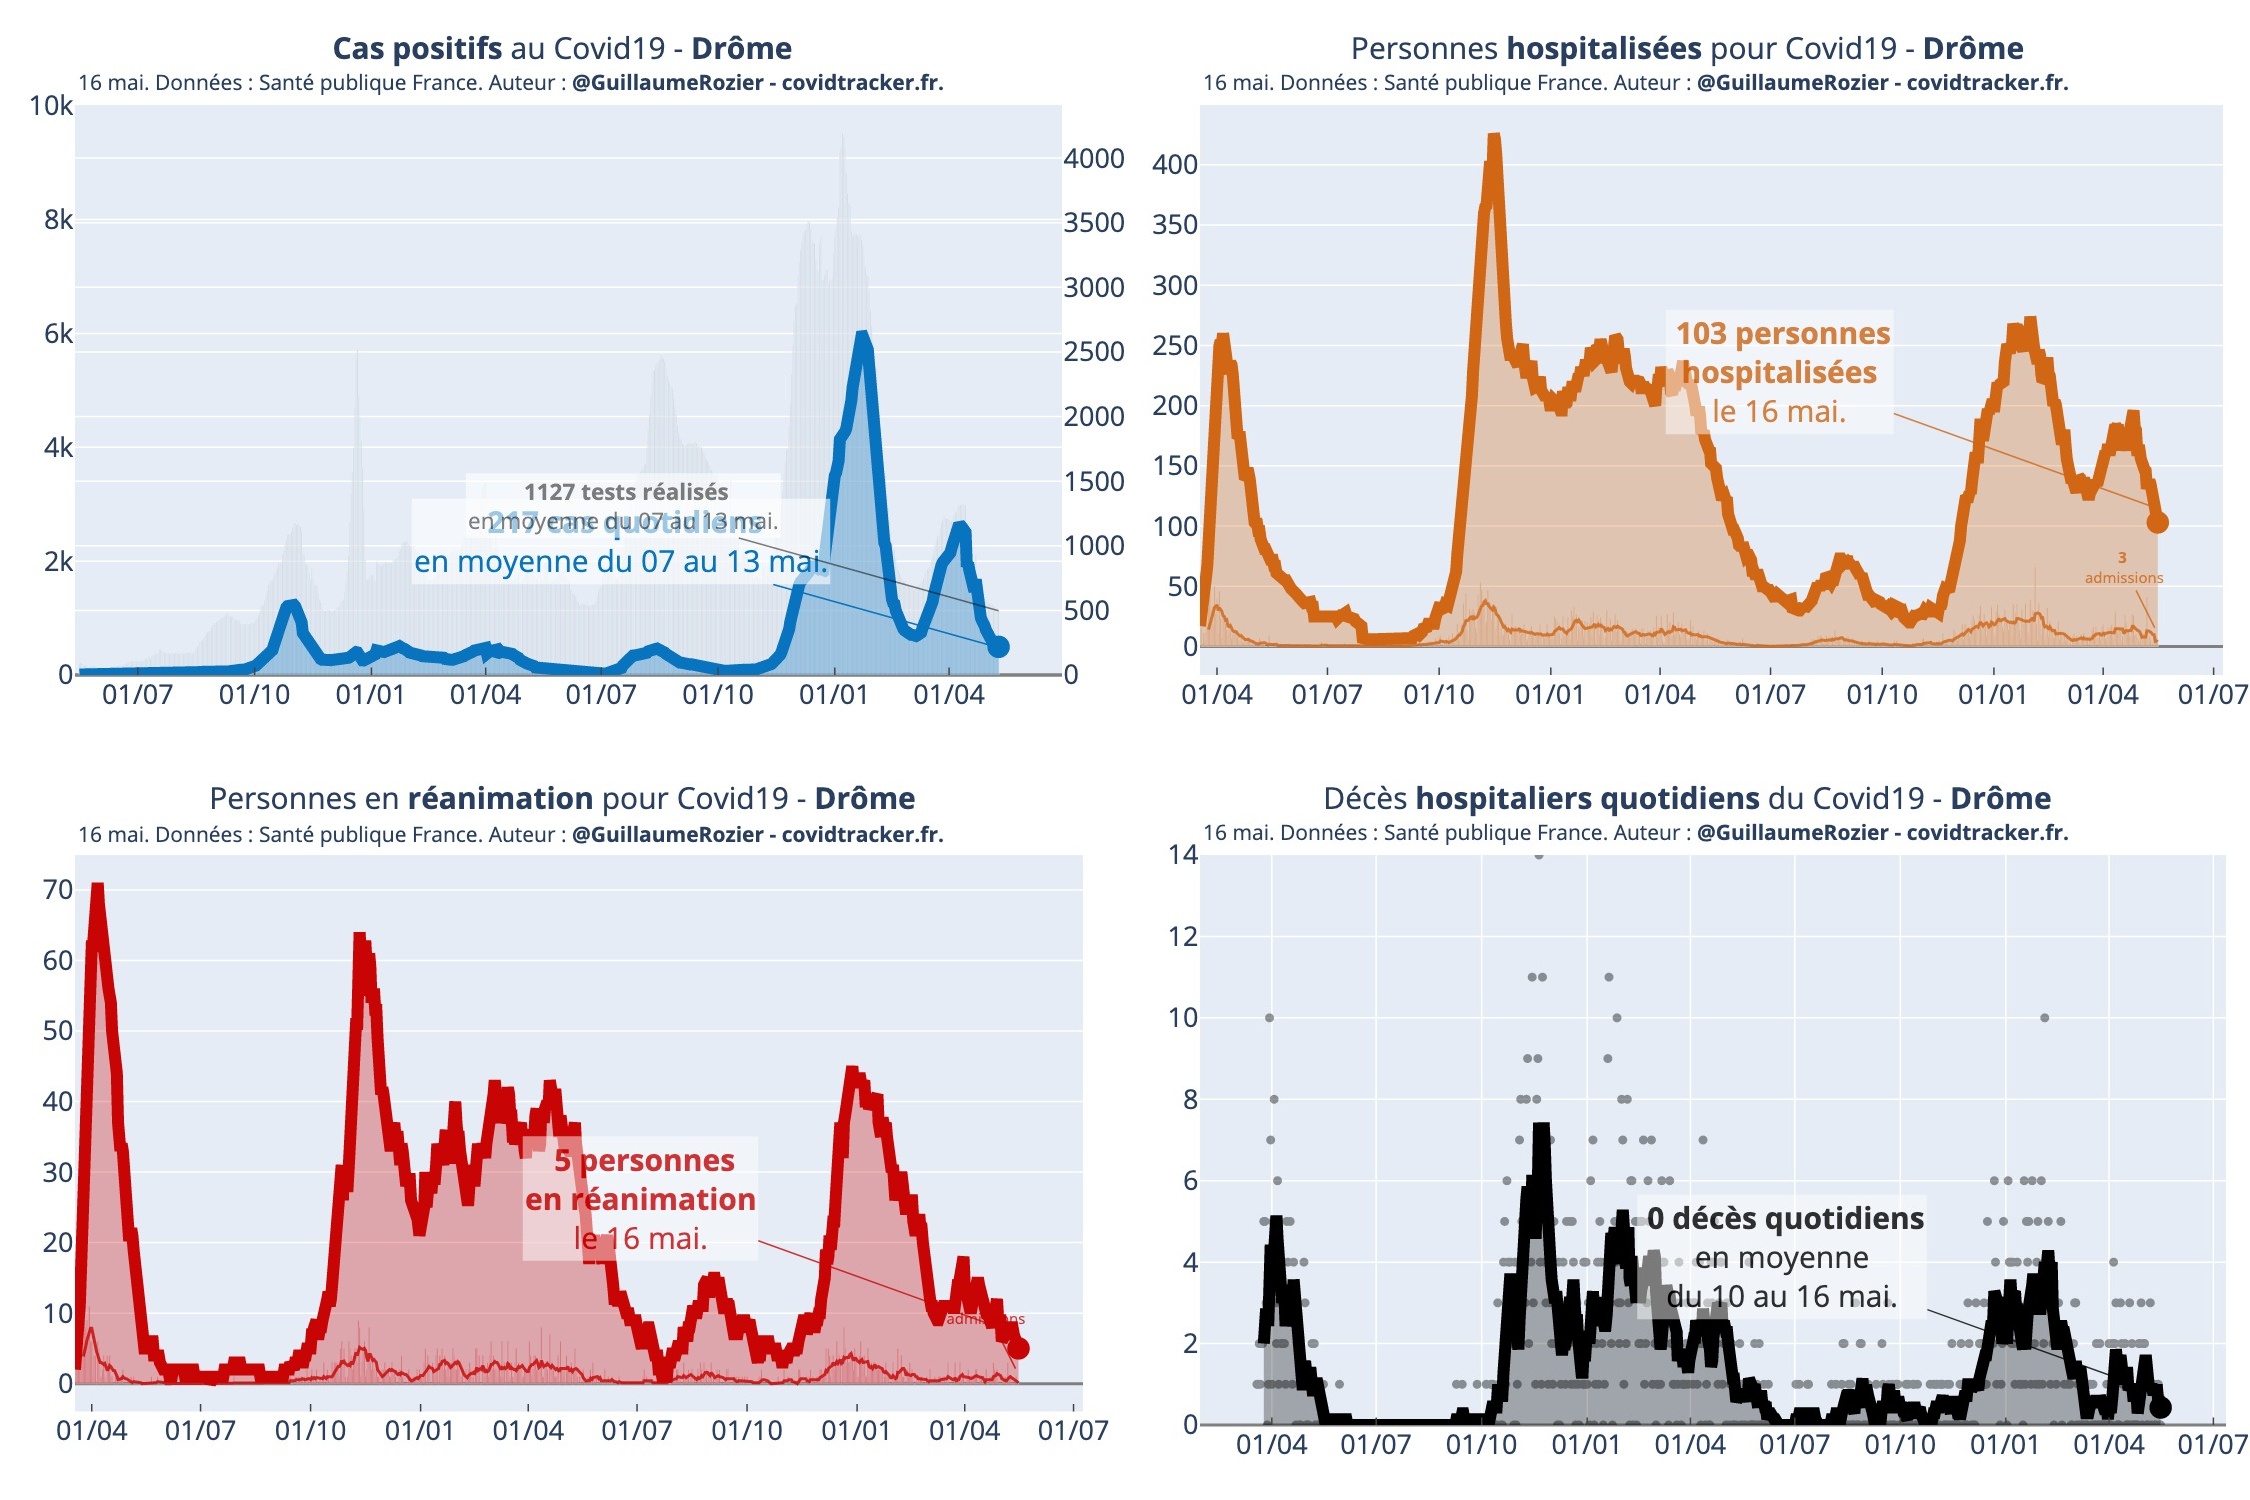 Cas positifs au Covid19 - Drôme
16 mai. Données : Santé publique France. Auteur : @GuillaumeRozier - covidtracker.fr.
10k
8k
6k
4k
2k
0
4000
3500
3000
2500
2000
1500
1000
500
0
1127 tests réalisés
en moyenne du 07 au 13 mai.
217 cas quotidiens
en moyenne du 07 au 13 mai.
01/07 01/10 01/01 01/04 01/07 01/10 01/01 01/04
Personnes hospitalisées pour Covid19 - Drôme
16 mai. Données : Santé publique France. Auteur : @GuillaumeRozier - covidtracker.fr.
400
350
300
250
200
150
100
50
0
103 personnes
hospitalisées
le 16 mai.
3
admissions
01/04 01/07 01/10 01/01 01/04 01/07 01/10 01/01 01/04 01/07
Personnes en réanimation pour Covid19 - Drôme
16 mai. Données : Santé publique France. Auteur : @GuillaumeRozier - covidtracker.fr.
70
60
50
40
30
20
10
0
5 personnes
en réanimation
le 16 mai.
admissions
01/04 01/07 01/10 01/01 01/04 01/07 01/10 01/01 01/04 01/07
Décès hospitaliers quotidiens du Covid19 - Drôme
16 mai. Données : Santé publique France. Auteur : @GuillaumeRozier - covidtracker.fr.
14
12
10
8
6
4
2
0
0 décès quotidiens
en moyenne
du 10 au 16 mai.
01/04 01/07 01/10 01/01 01/04 01/07 01/10 01/01 01/04 01/07